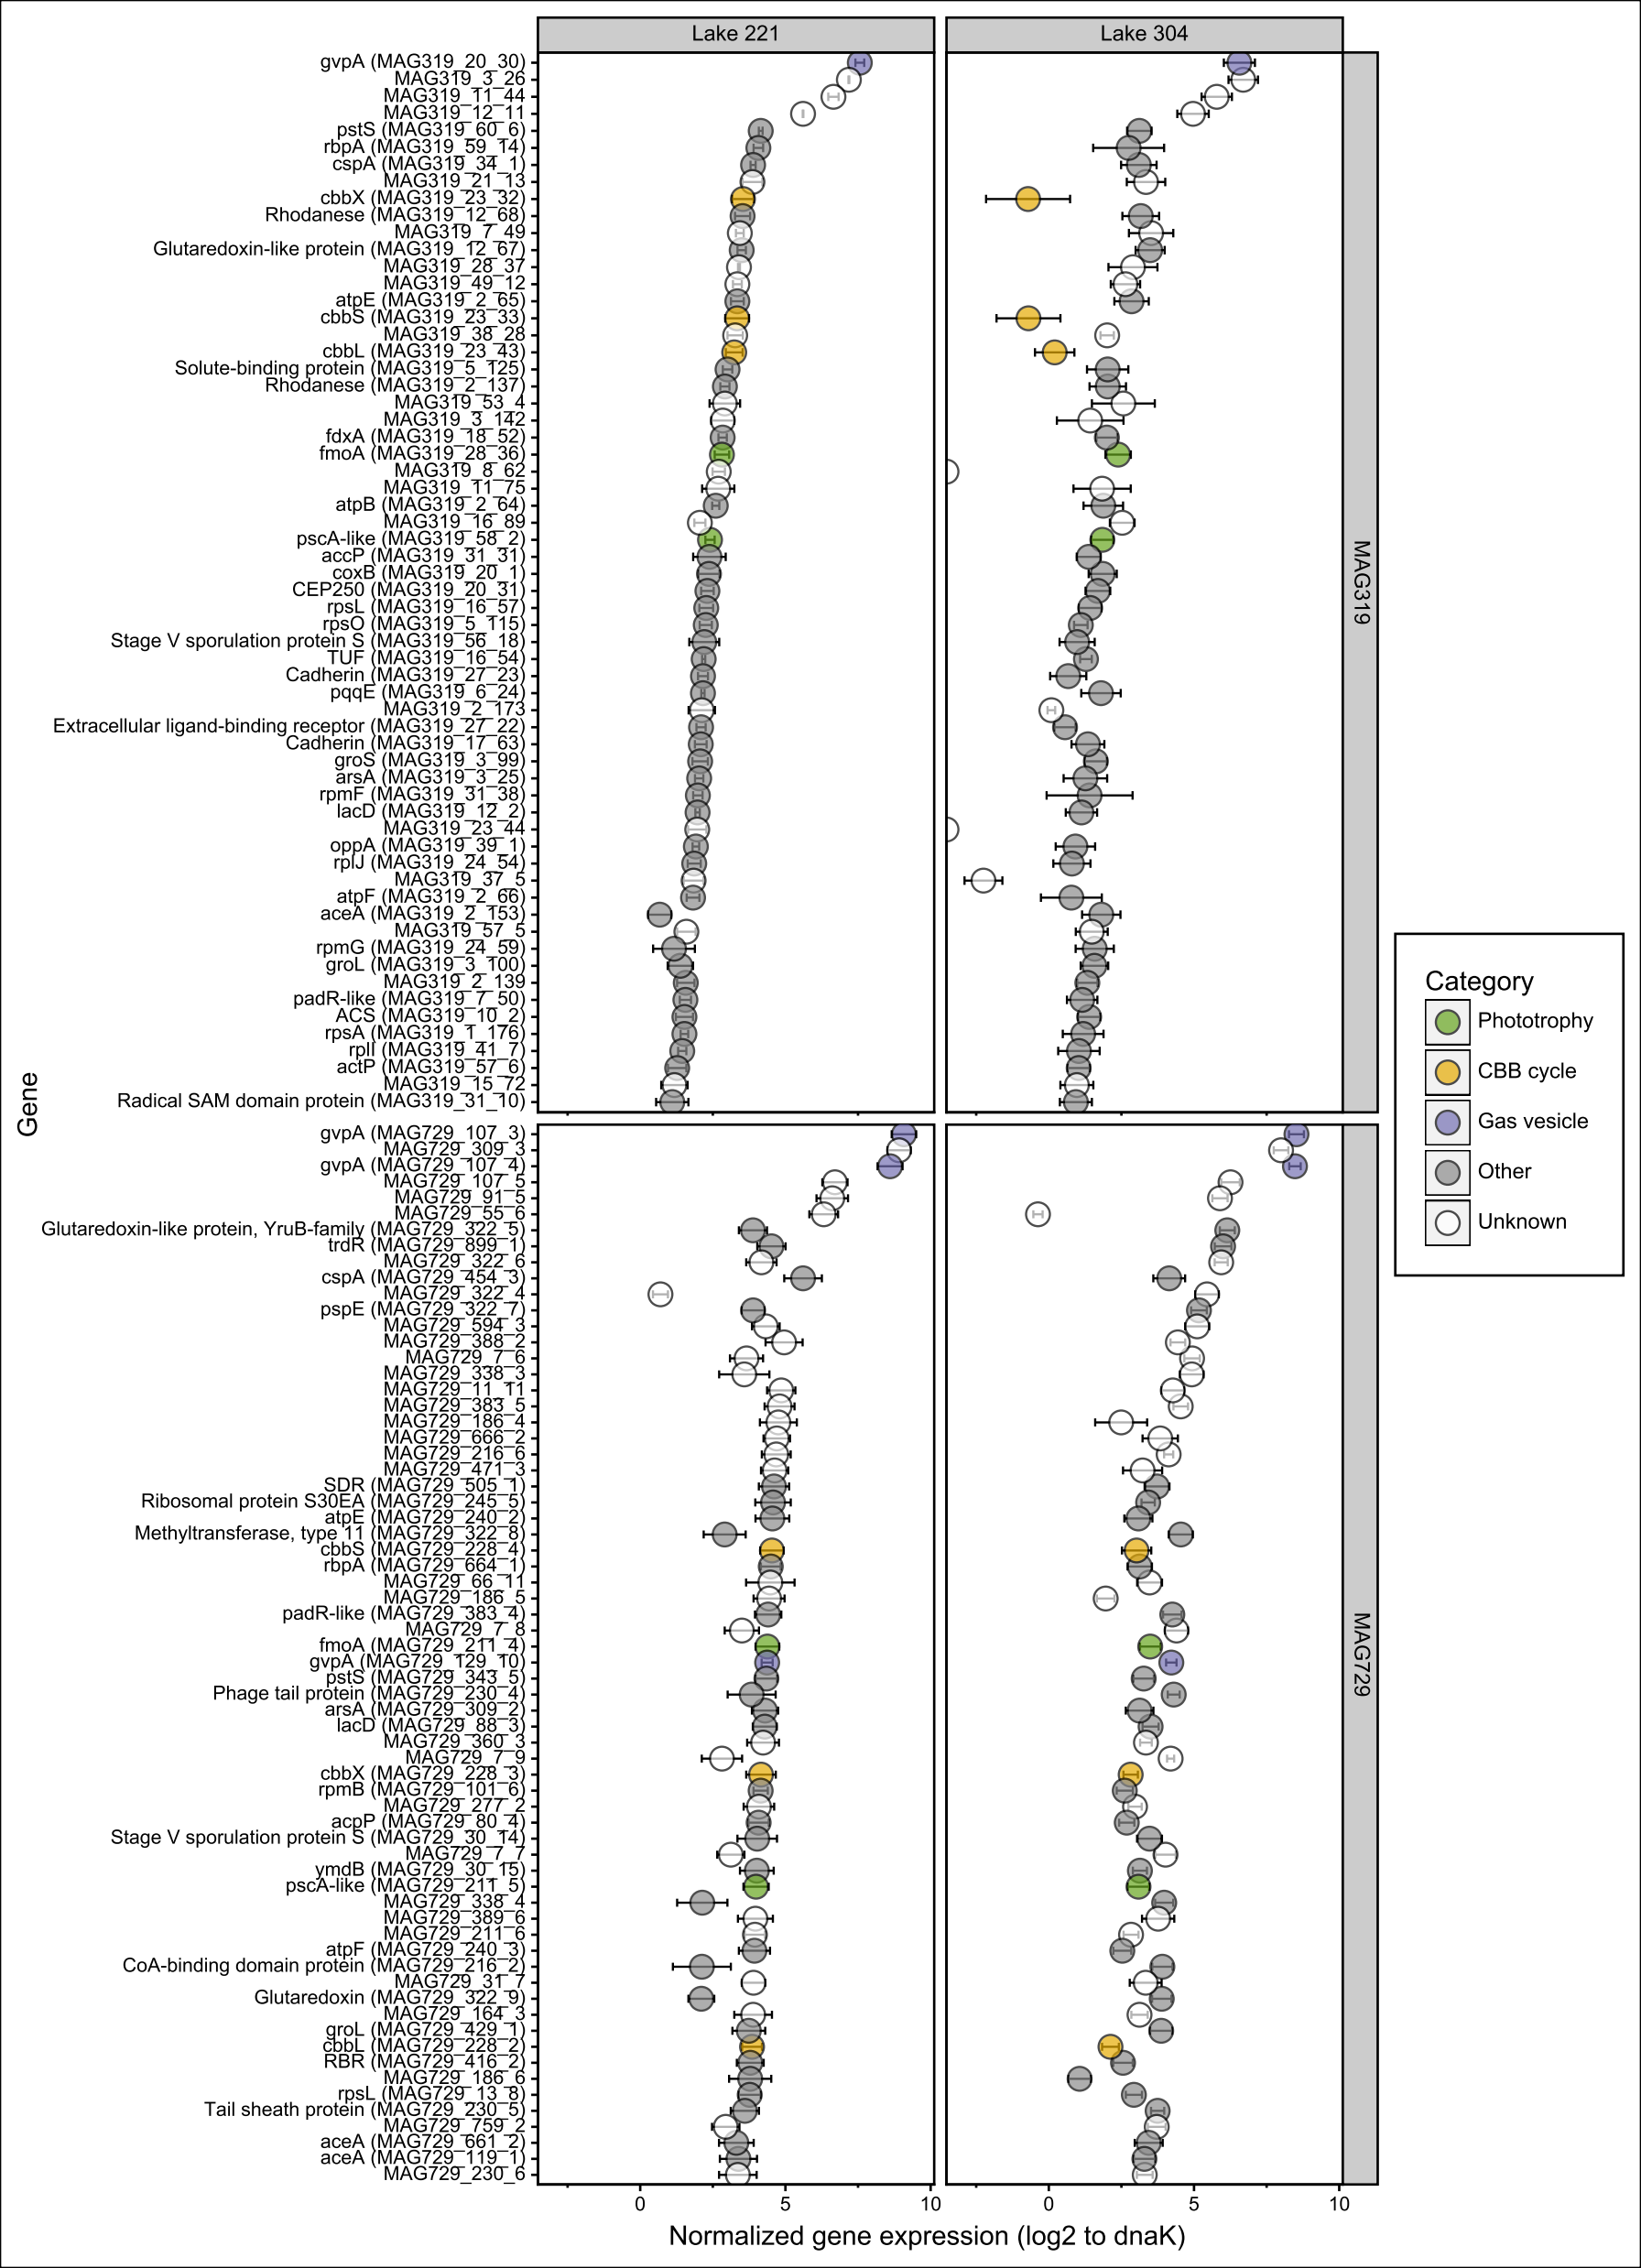 Lake 221
Lake 304
gvpA (MAG319_20_30)
MAG319_3_26
MAG319_11_44
MAG319_12_11
pstS (MAG319_60_6)
rbpA (MAG319_59_14)
cspA (MAG319_34_1)
MAG319_21_13
cbbX (MAG319_23_32)
Rhodanese (MAG319_12_68)
MAG319_7_49
Glutaredoxin-like protein (MAG319_12_67)
MAG319_28_37
MAG319_49_12
atpE (MAG319_2_65)
cbbS (MAG319_23_33)
MAG319_38_28
cbbL (MAG319_23_43)
Solute-binding protein (MAG319_5_125)
Rhodanese (MAG319_2_137)
MAG319_53_4
MAG319_3_142
fdxA (MAG319_18_52)
fmoA (MAG319_28_36)
MAG319_8_62
MAG319_11_75
atpB (MAG319_2_64)
MAG319_16_89
pscA-like (MAG319_58_2)
accP (MAG319_31_31)
coxB (MAG319_20_1)
CEP250 (MAG319_20_31)
rpsL (MAG319_16_57)
rpsO (MAG319_5_115)
Stage V sporulation protein S (MAG319_56_18)
TUF (MAG319_16_54)
Cadherin (MAG319_27_23)
pqqE (MAG319_6_24)
MAG319_2_173
Extracellular ligand-binding receptor (MAG319_27_22)
Cadherin (MAG319_17_63)
groS (MAG319_3_99)
arsA (MAG319_3_25)
rpmF (MAG319_31_38)
lacD (MAG319_12_2)
MAG319_23_44
oppA (MAG319_39_1)
rplJ (MAG319_24_54)
MAG319_37_5
atpF (MAG319_2_66)
aceA (MAG319_2_153)
MAG319_57_5
rpmG (MAG319_24_59)
groL (MAG319_3_100)
MAG319_2_139
padR-like (MAG319_7_50)
ACS (MAG319_10_2)
rpsA (MAG319_1_176)
rplI (MAG319_41_7)
actP (MAG319_57_6)
MAG319_15_72
Radical SAM domain protein (MAG319_31_10)
MAG319
gvpA (MAG729_107_3)
MAG729_309_3
gvpA (MAG729_107_4)
MAG729_107_5
MAG729_91_5
MAG729_55_6
Glutaredoxin-like protein, YruB-family (MAG729_322_5)
trdR (MAG729_899_1)
MAG729_322_6
cspA (MAG729_454_3)
MAG729_322_4
pspE (MAG729_322_7)
MAG729_594_3
MAG729_388_2
MAG729_7_6
MAG729_338_3
MAG729_11_11
MAG729_383_5
MAG729_186_4
MAG729_666_2
MAG729_216_6
MAG729_471_3
SDR (MAG729_505_1)
Ribosomal protein S30EA (MAG729_245_5)
atpE (MAG729_240_2)
Methyltransferase, type 11 (MAG729_322_8)
cbbS (MAG729_228_4)
rbpA (MAG729_664_1)
MAG729_66_11
MAG729_186_5
padR-like (MAG729_383_4)
MAG729_7_8
fmoA (MAG729_211_4)
gvpA (MAG729_129_10)
pstS (MAG729_343_5)
Phage tail protein (MAG729_230_4)
arsA (MAG729_309_2)
lacD (MAG729_88_3)
MAG729_360_3
MAG729_7_9
cbbX (MAG729_228_3)
rpmB (MAG729_101_6)
MAG729_277_2
acpP (MAG729_80_4)
Stage V sporulation protein S (MAG729_30_14)
MAG729_7_7
ymdB (MAG729_30_15)
pscA-like (MAG729_211_5)
MAG729_338_4
MAG729_389_6
MAG729_211_6
atpF (MAG729_240_3)
CoA-binding domain protein (MAG729_216_2)
MAG729_31_7
Glutaredoxin (MAG729_322_9)
MAG729_164_3
groL (MAG729_429_1)
cbbL (MAG729_228_2)
RBR (MAG729_416_2)
MAG729_186_6
rpsL (MAG729_13_8)
Tail sheath protein (MAG729_230_5)
MAG729_759_2
aceA (MAG729_661_2)
aceA (MAG729_119_1)
MAG729_230_6
MAG729
Gene
0 5 10
0 5 10
Normalized gene expression (log2 to dnaK)
Category
Phototrophy
CBB cycle
Gas vesicle
Other
Unknown